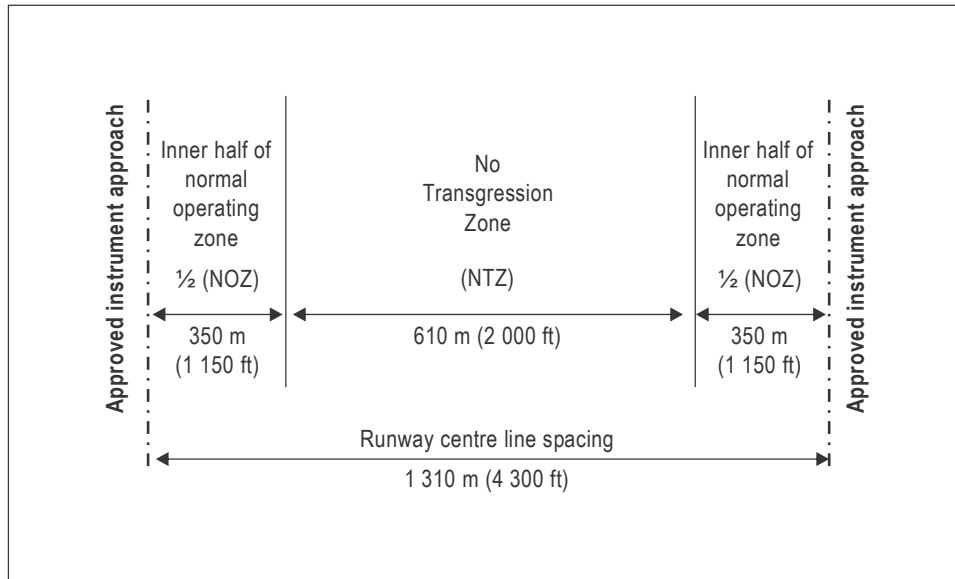 Approved instrument approach
Inner half of
normal
operating
zone
½ (NOZ)
350 m
(1 150 ft)
No
Transgression
Zone
(NTZ)
610 m (2 000 ft)
Inner half of
normal
operating
zone
½ (NOZ)
350 m
(1 150 ft)
Approved instrument approach
Runway centre line spacing
1 310 m (4 300 ft)